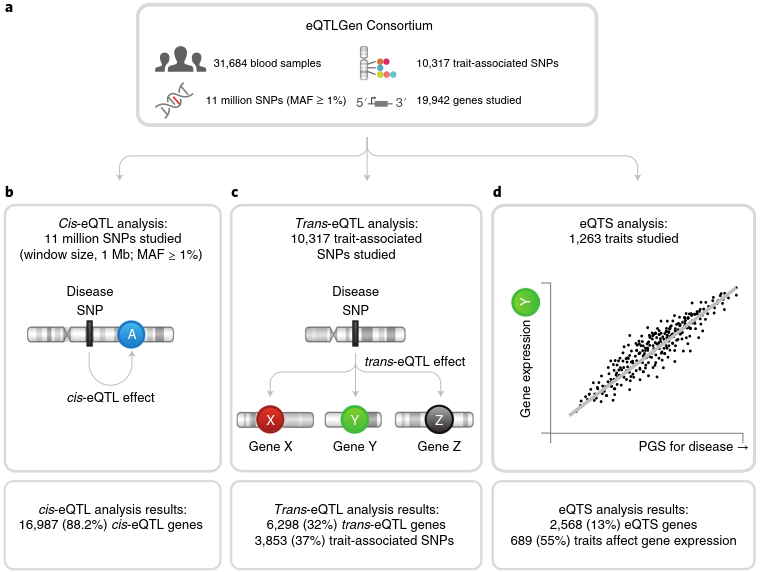 a
eQTLGen Consortium
31,684 blood samples
10,317 trait-associated SNPs
11 million SNPs (MAF ≥ 1%)
5′
3′
19,942 genes studied
b
Cis-eQTL analysis:
11 million SNPs studied
(window size, 1 Mb; MAF ≥ 1%)
Disease
SNP
A
cis-eQTL effect
cis-eQTL analysis results:
16,987 (88.2%) cis-eQTL genes
c
Trans-eQTL analysis:
10,317 trait-associated
SNPs studied
Disease
SNP
trans-eQTL effect
X
Y
Z
Gene X
Gene Y
Gene Z
Trans-eQTL analysis results:
6,298 (32%) trans-eQTL genes
3,853 (37%) trait-associated SNPs
d
eQTS analysis:
1,263 traits studied
Y
Gene expression
PGS for disease →
eQTS analysis results:
2,568 (13%) eQTS genes
689 (55%) traits affect gene expression